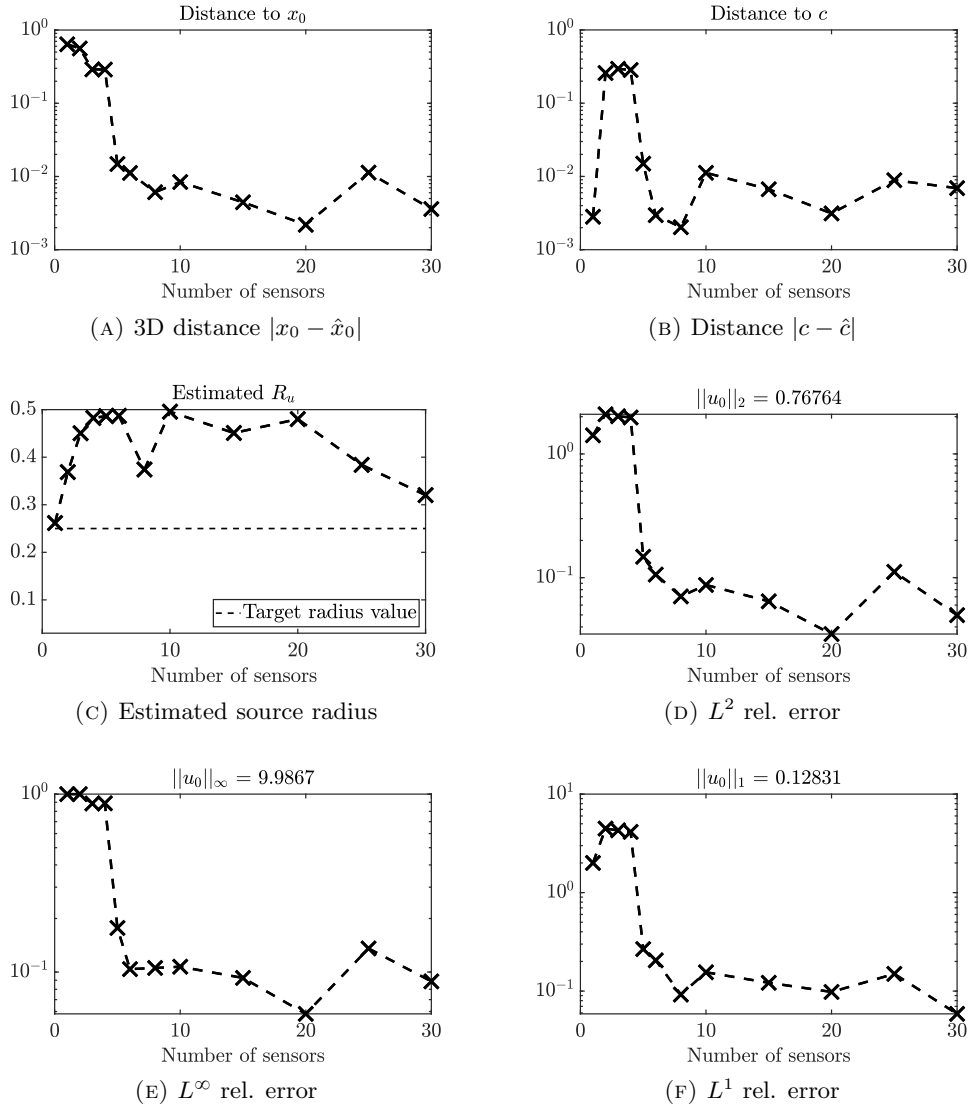 Distance to $x_0$
$10^0$
$10^{-1}$
$10^{-2}$
$10^{-3}$
0 10 20 30
Number of sensors
(A) 3D distance $|x_0 - \hat{x}_0|$
Distance to $c$
$10^0$
$10^{-1}$
$10^{-2}$
$10^{-3}$
0 10 20 30
Number of sensors
(B) Distance $|c - \hat{c}|$
Estimated $R_u$
0.5
0.4
0.3
0.2
0.1
Target radius value
0 10 20 30
Number of sensors
(C) Estimated source radius
$||u_0||_2$ = 0.76764
$10^0$
$10^{-1}$
0 10 20 30
Number of sensors
(D) $L^2$ rel. error
$||u_0||_\infty$ = 9.9867
$10^0$
$10^{-1}$
0 10 20 30
Number of sensors
(E) $L^\infty$ rel. error
$||u_0||_1$ = 0.12831
$10^1$
$10^0$
$10^{-1}$
0 10 20 30
Number of sensors
(F) $L^1$ rel. error